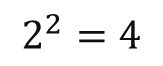 2² = 4